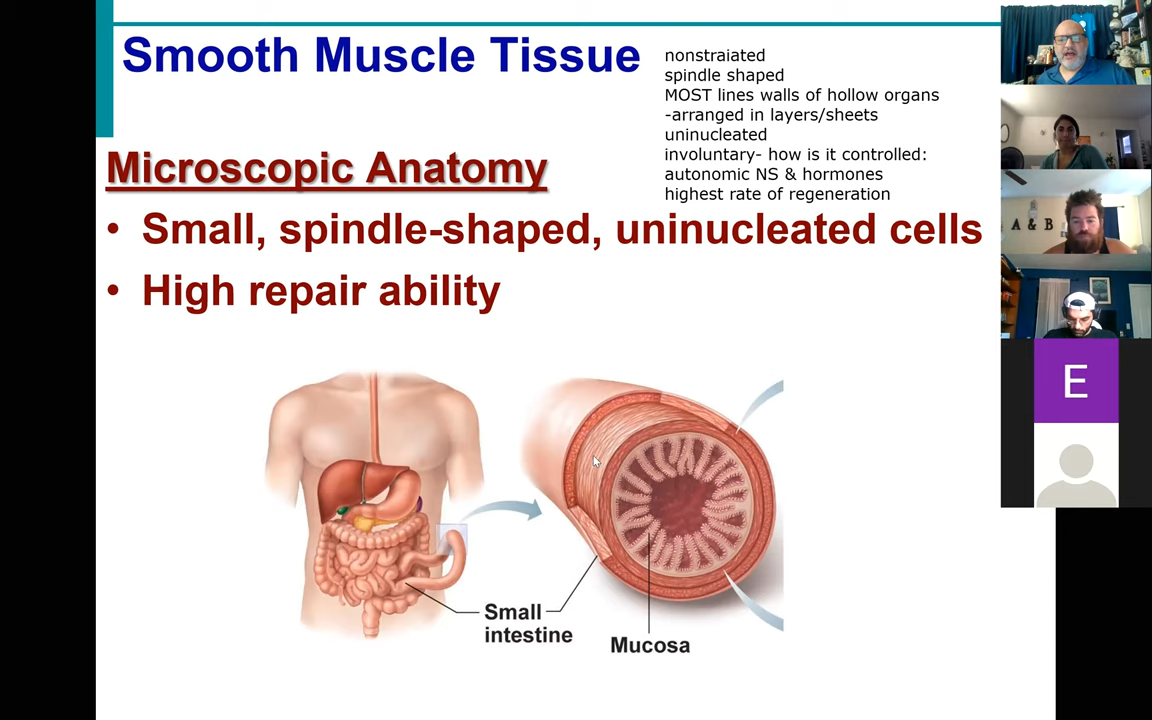 Smooth Muscle Tissue
nonstraiated
spindle shaped
MOST lines walls of hollow organs
-arranged in layers/sheets
uninucleated
involuntary- how is it controlled:
autonomic NS & hormones
highest rate of regeneration
Microscopic Anatomy
• Small, spindle-shaped, uninucleated cells
• High repair ability
Small
intestine
Mucosa
A & B
E